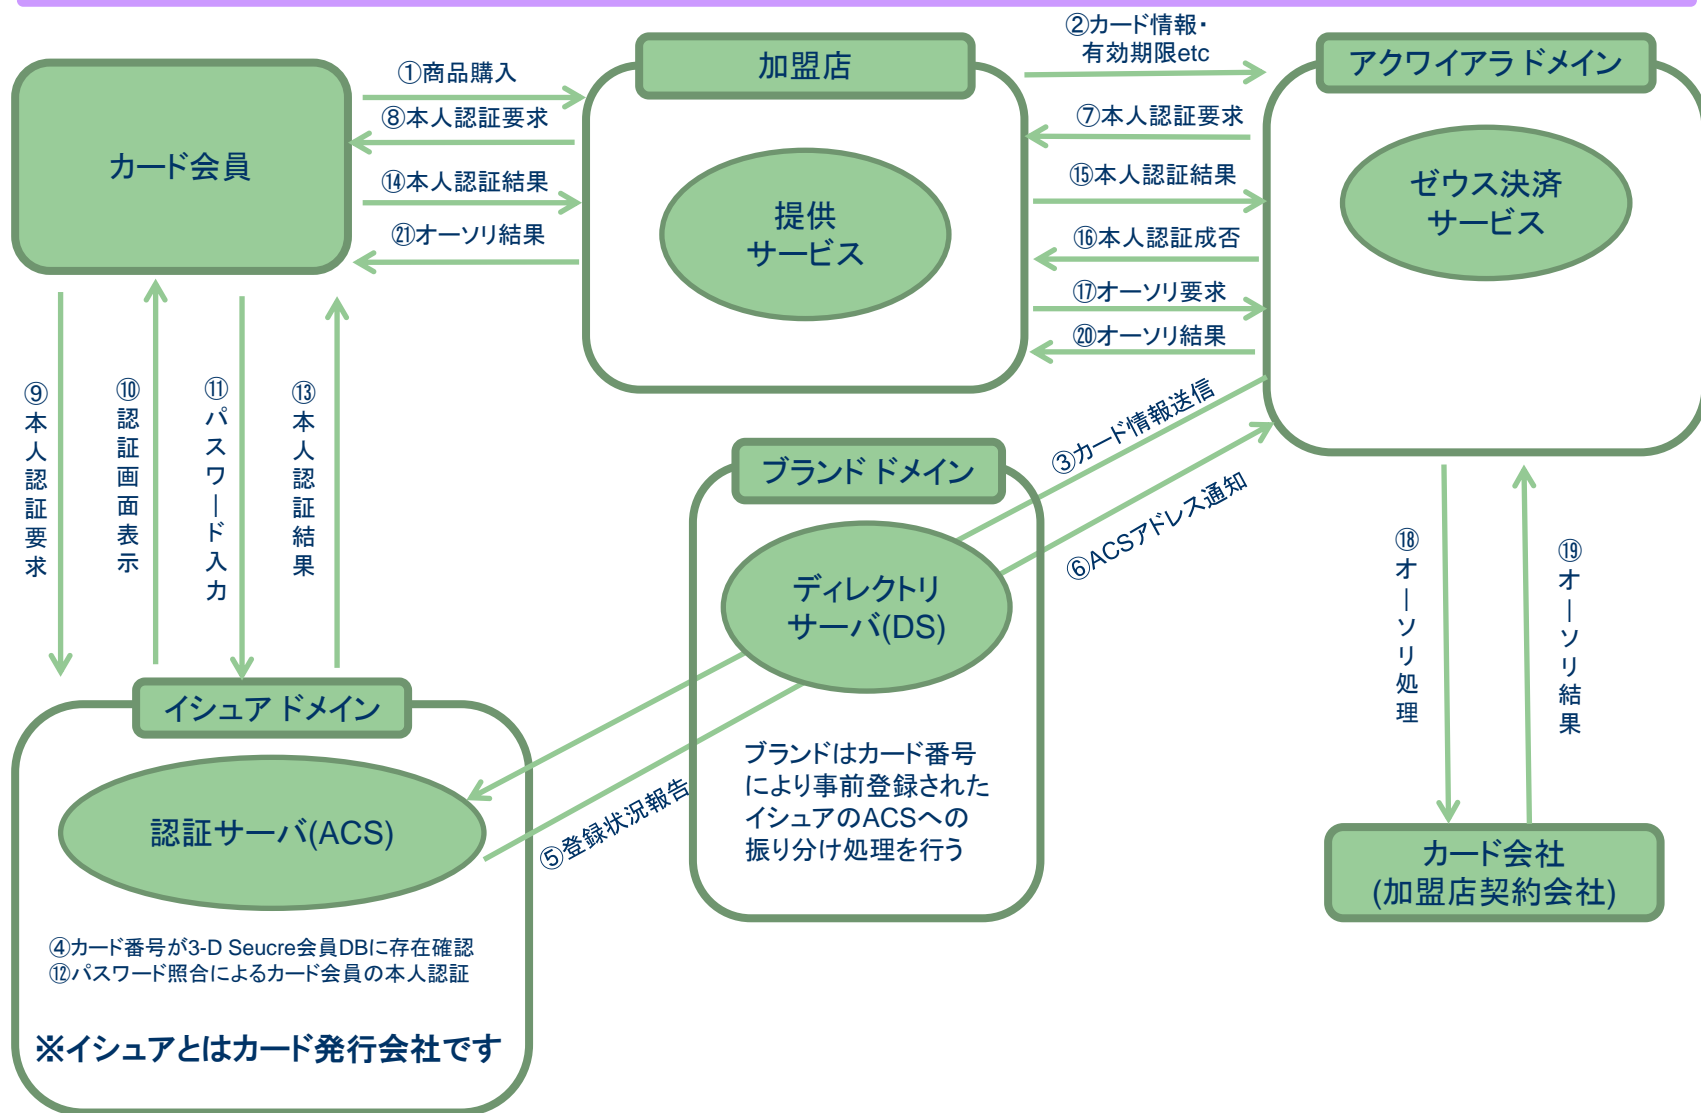 ②カード情報・
有効期限etc
加盟店
アクワイアラドメイン
①商品購入
⑧本人認証要求
⑦本人認証要求
カード会員
⑭本人認証結果
⑮本人認証結果
ゼウス決済
サービス
提供
サービス
㉑オーソリ結果
⑯本人認証成否
⑰オーソリ要求
⑳オーソリ結果
⑨本人認証要求
⑩認証画面表示
⑪パスワード入力
⑬本人認証結果
③カード情報送信
ブランドドメイン
⑥ACSアドレス通知
ディレクトリ
サーバ(DS)
⑱オーソリ処理
⑲オーソリ結果
イシュアドメイン
ブランドはカード番号
により事前登録された
イシュアのACSへの
振り分け処理を行う
認証サーバ(ACS)
⑤登録状況報告
カード会社
(加盟店契約会社)
④カード番号が3-D Seucre会員DBに存在確認
⑫パスワード照合によるカード会員の本人認証
※イシュアとはカード発行会社です